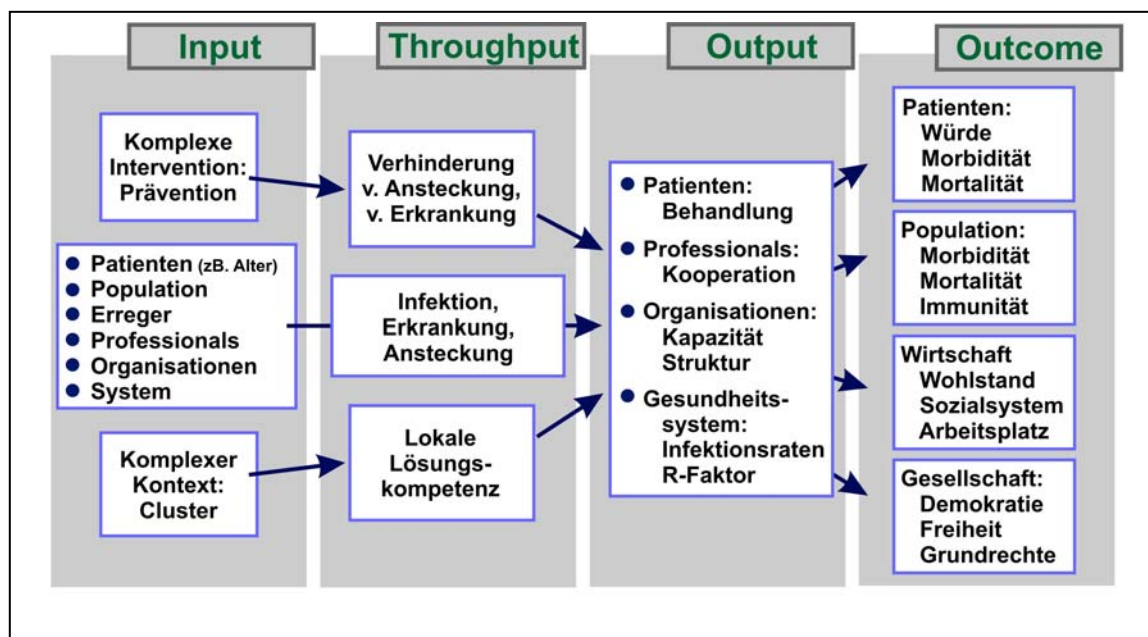 Input
Throughput
Output
Outcome
Komplexe
Intervention:
Prävention
Patienten (zB. Alter)
Population
Erreger
Professionals
Organisationen
System
Komplexer
Kontext:
Cluster
Verhinderung
v. Ansteckung,
v. Erkrankung
Infektion,
Erkrankung,
Ansteckung
Lokale
Lösungs-
kompetenz
Patienten:
Behandlung
Professionals:
Kooperation
Organisationen:
Kapazität
Struktur
Gesundheits-
system:
Infektionsraten
R-Faktor
Patienten:
Würde
Morbidität
Mortalität
Population:
Morbidität
Mortalität
Immunität
Wirtschaft
Wohlstand
Sozialsystem
Arbeitsplatz
Gesellschaft:
Demokratie
Freiheit
Grundrechte